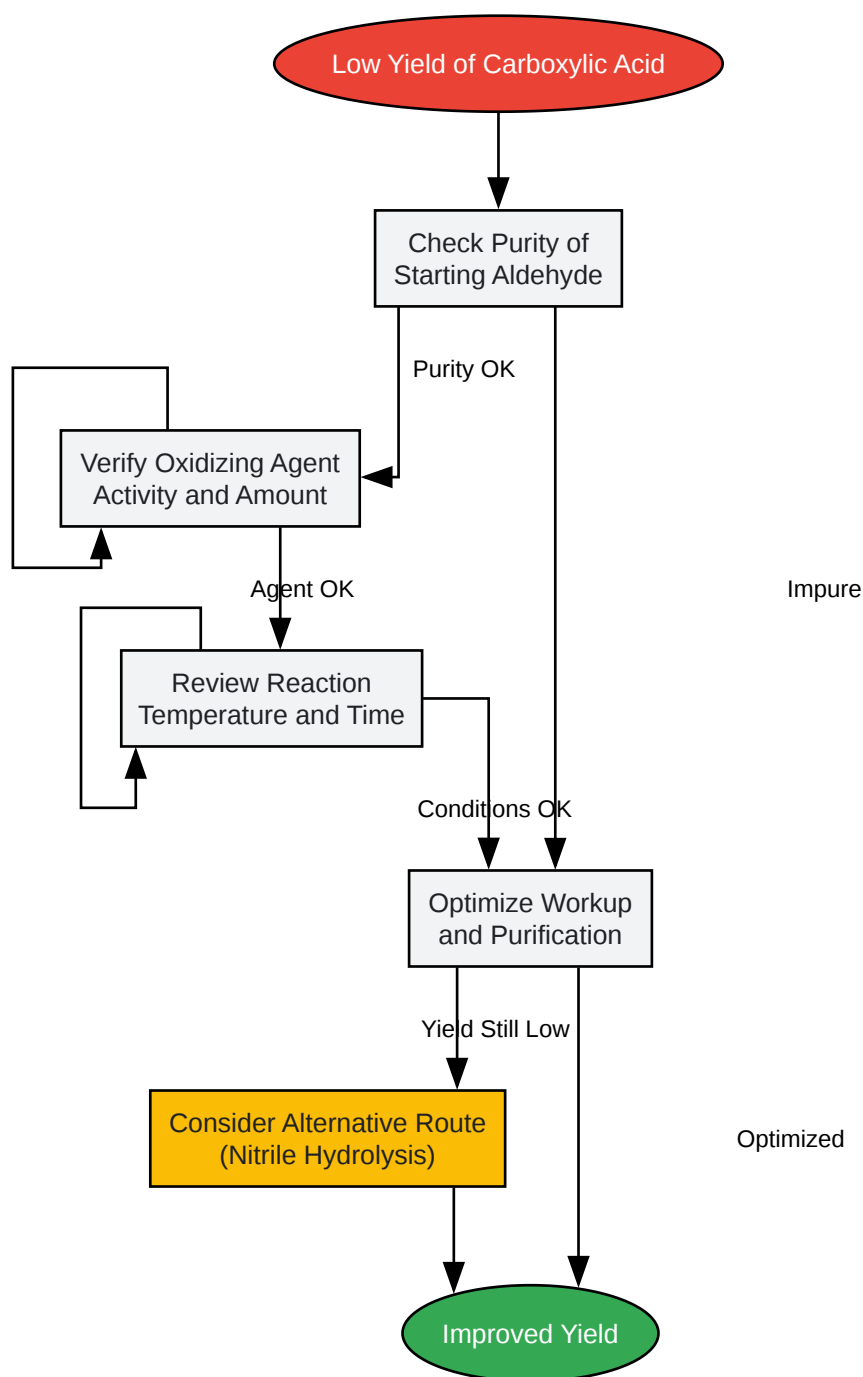 Low Yield of Carboxylic Acid
Check Purity of
Starting Aldehyde
Purity OK
Verify Oxidizing Agent
Activity and Amount
Agent OK
Impure
Review Reaction
Temperature and Time
Conditions OK
Optimize Workup
and Purification
Yield Still Low
Consider Alternative Route
(Nitrile Hydrolysis)
Optimized
Improved Yield